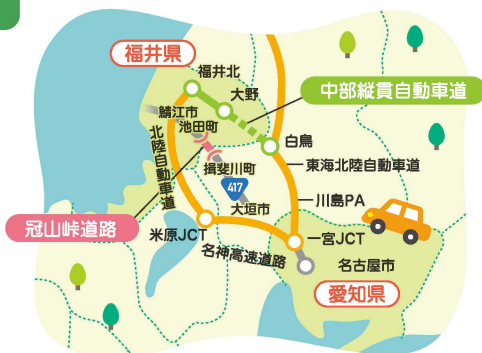 福井県
福井北
大野
中部縦貫自動車道
鯖江市
池田町
北陸自動車道
白鳥
揖斐川町
東海北陸自動車道
417
冠山峠道路
大垣市
川島PA
米原JCT
一宮JCT
名神高速道路
名古屋市
愛知県